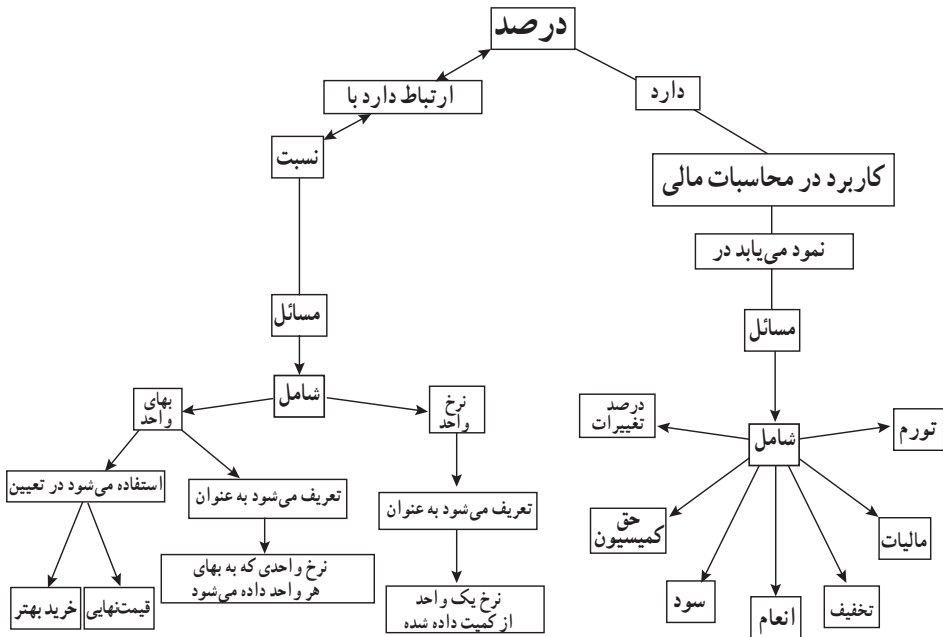 درصد
دارد
ارتباط دارد با
نسبت
کاربرد در محاسبات مالی
نمود می‌یابد در
مسائل
مسائل
شامل
نرخ
واحد
بهای
واحد
درصد
تغییرات
شامل
تورم
استفاده می‌شود در تعیین
تعریف می‌شود به عنوان
تعریف می‌شود به عنوان
حق
کمیسیون
مالیات
نرخ واحدی که به بهای
هر واحد داده می‌شود
خرید بهتر
قیمت‌نهایی
نرخ یک واحد
از کمیت داده شده
سود
انعام
تخفیف